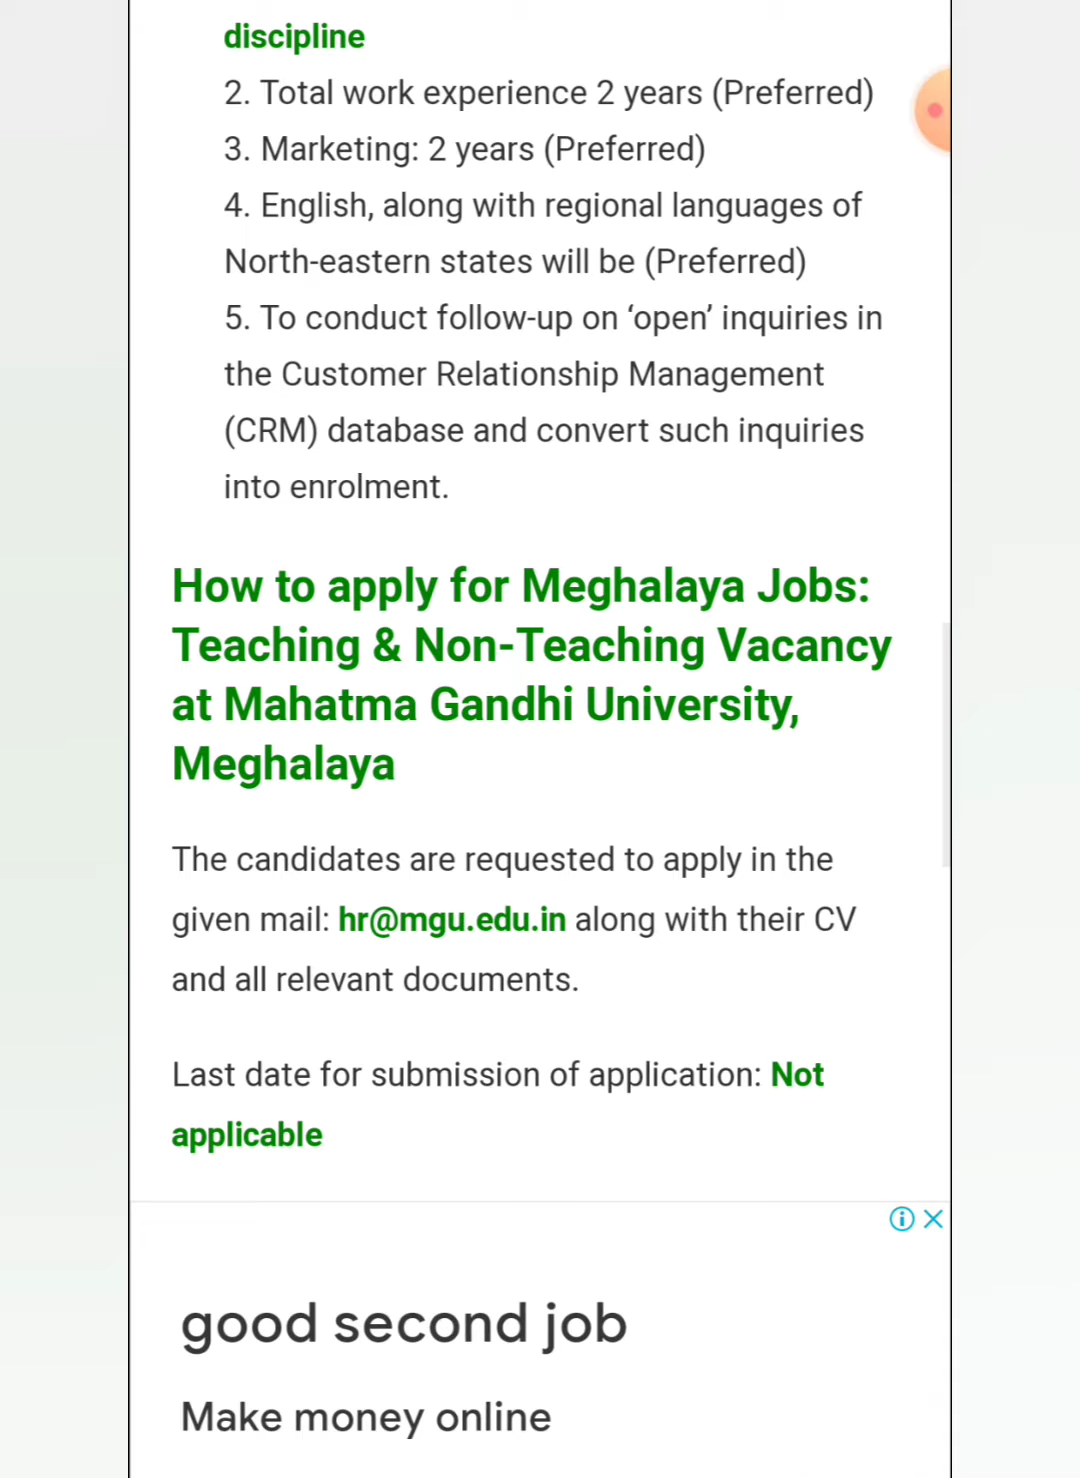 discipline
2. Total work experience 2 years (Preferred)
3. Marketing: 2 years (Preferred)
4. English, along with regional languages of
North-eastern states will be (Preferred)
5. To conduct follow-up on ‘open’ inquiries in
the Customer Relationship Management
(CRM) database and convert such inquiries
into enrolment.
How to apply for Meghalaya Jobs:
Teaching & Non-Teaching Vacancy
at Mahatma Gandhi University,
Meghalaya
The candidates are requested to apply in the
given mail: hr@mgu.edu.in along with their CV
and all relevant documents.
Last date for submission of application: Not
applicable
good second job
Make money online